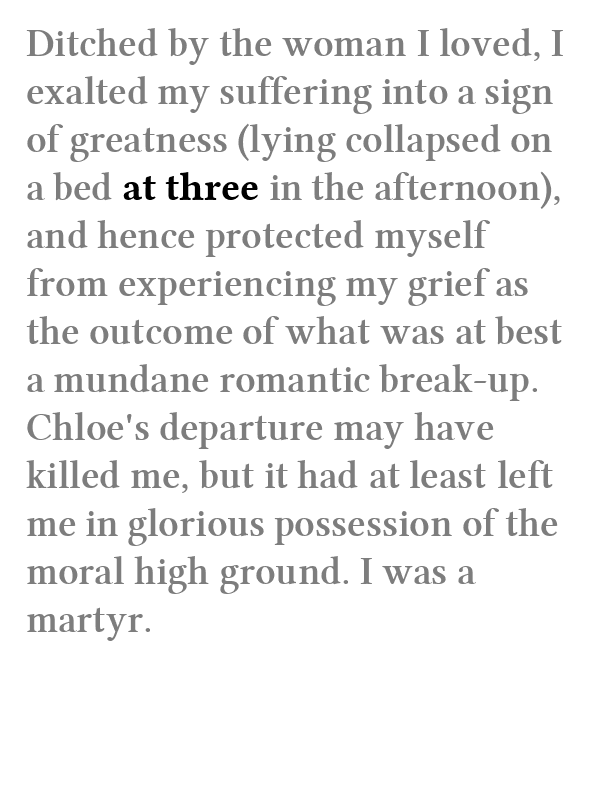 Ditched by the woman I loved, I
exalted my suffering into a sign
of greatness (lying collapsed on
a bed at three in the afternoon),
and hence protected myself
from experiencing my grief as
the outcome of what was at best
a mundane romantic break-up.
Chloe's departure may have
killed me, but it had at least left
me in glorious possession of the
moral high ground. I was a
martyr.